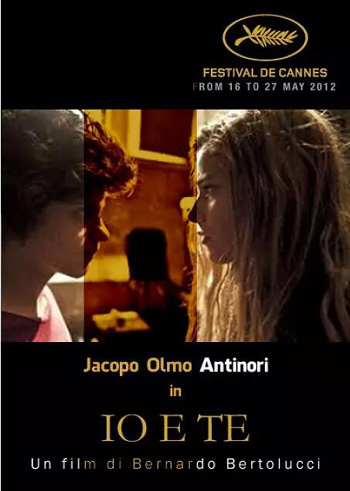 FESTIVAL DE CANNES
FROM 16 TO 27 MAY 2012
Jacopo Olmo Antinori
in
IO E TE
Un film di Bernardo Bertolucci